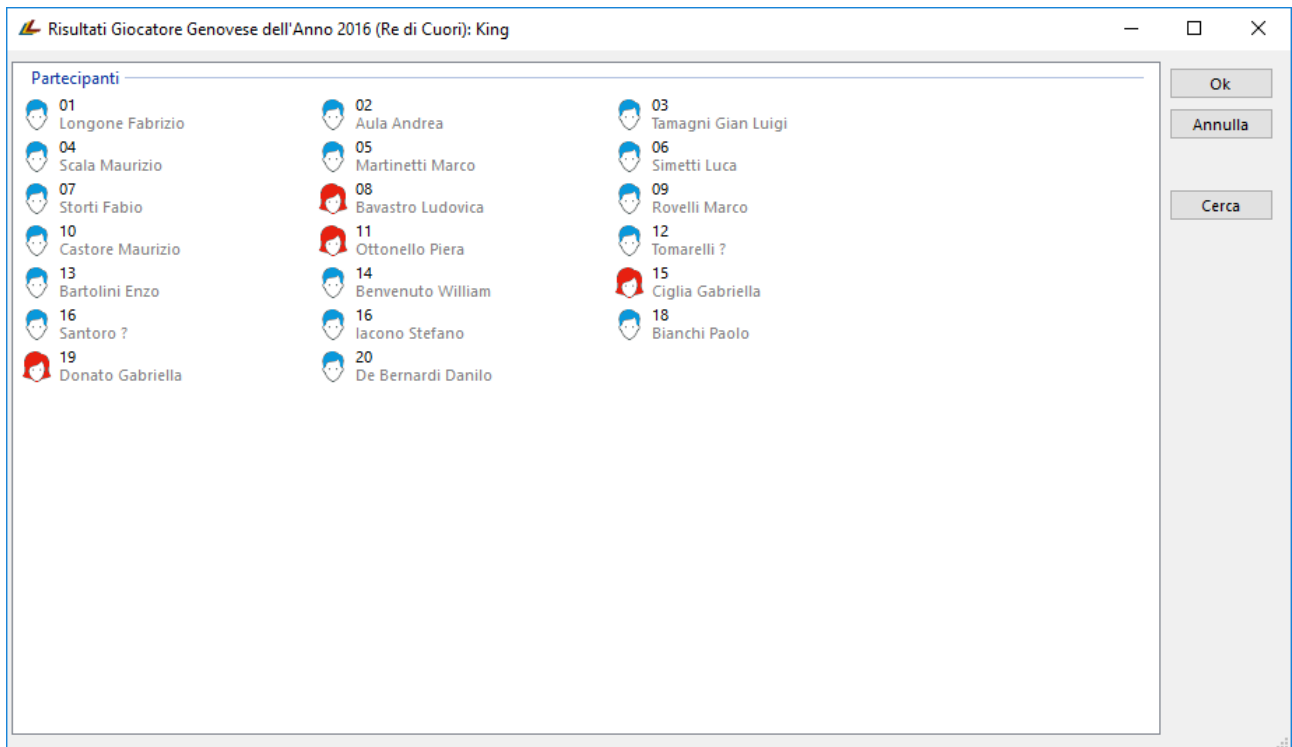 Risultati Giocatore Genovese dell'Anno 2016 (Re di Cuori): King
Partecipanti
01
Longone Fabrizio
02
Aula Andrea
03
Tamagni Gian Luigi
04
Scala Maurizio
05
Martinetti Marco
06
Simetti Luca
07
Storti Fabio
08
Bavastro Ludovica
09
Rovelli Marco
10
Castore Maurizio
11
Ottonello Piera
12
Tomarelli ?
13
Bartolini Enzo
14
Benvenuto William
15
Ciglia Gabriella
16
Santoro ?
16
Iacono Stefano
18
Bianchi Paolo
19
Donato Gabriella
20
De Bernardi Danilo
Ok
Annulla
Cerca